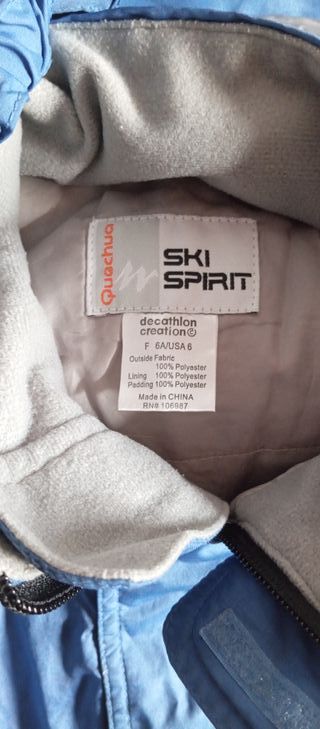 Quechua
SKI
SPIRIT
decathlon
creation©
F 6A/USA 6
Outside Fabric
100% Polyester
Lining 100% Polyester
Padding 100% Polyester
Made in CHINA
RN# 106987